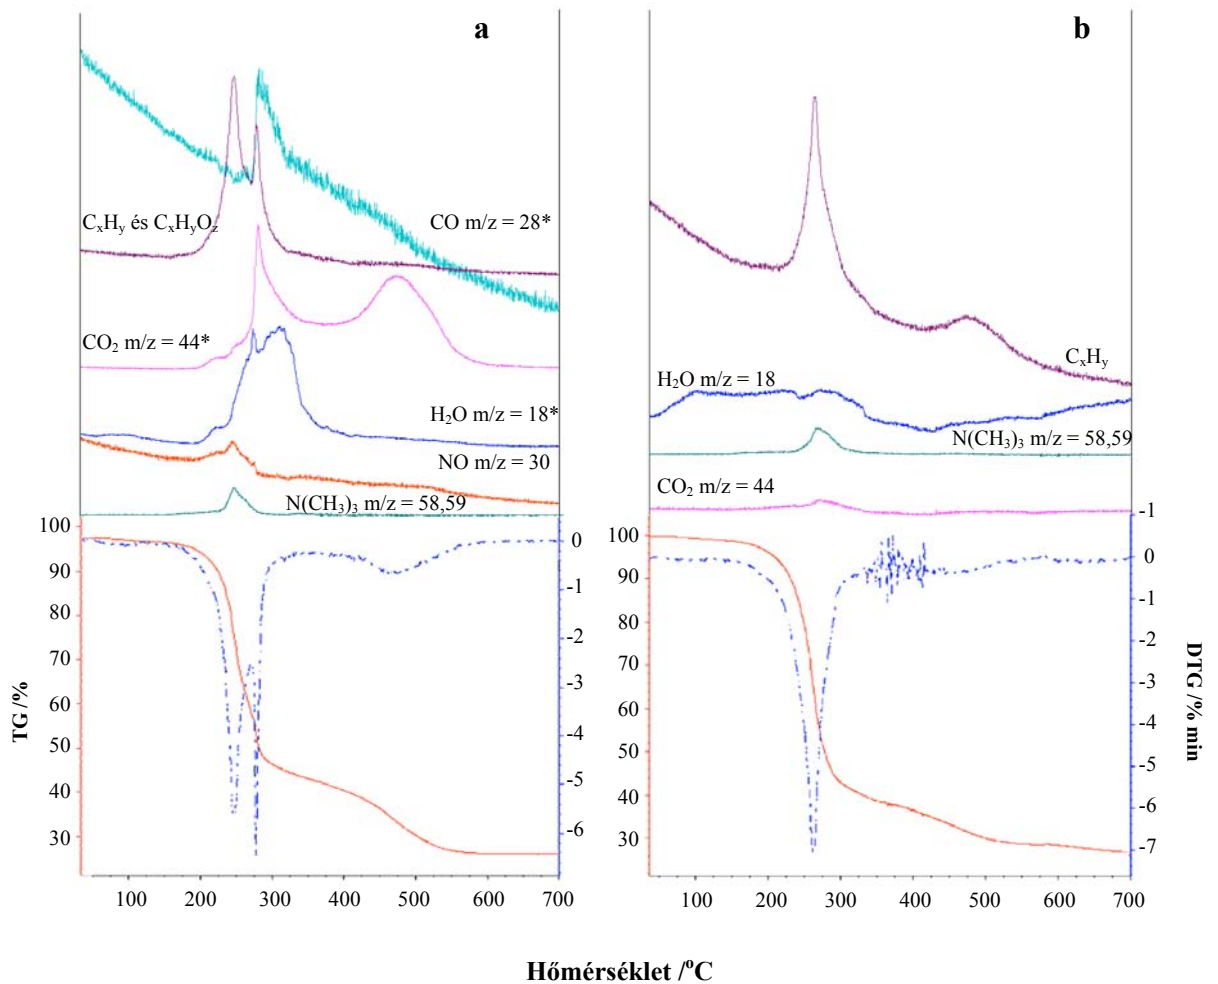 a
b
CₓHᵧ és CₓHᵧO_z
CO m/z = 28*
CO₂ m/z = 44*
H₂O m/z = 18*
NO m/z = 30
N(CH₃)₃ m/z = 58,59
CₓHᵧ
H₂O m/z = 18
N(CH₃)₃ m/z = 58,59
CO₂ m/z = 44
TG /%
100
90
80
70
60
50
40
30
0
-1
-2
-3
-4
-5
-6
100 200 300 400 500 600 700
100
90
80
70
60
50
40
30
-1
0
-1
-2
-3
-4
-5
-6
-7
DTG /% min
100 200 300 400 500 600 700
Hőmérséklet /°C